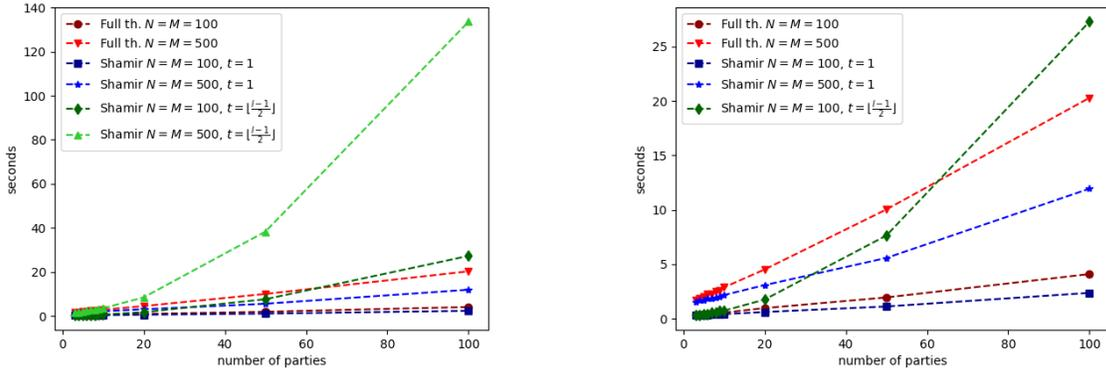 140
120
100
80
60
40
20
0
seconds
0
20
40
60
80
100
number of parties
Full th. N = M = 100
Full th. N = M = 500
Shamir N = M = 100, t = 1
Shamir N = M = 500, t = 1
Shamir N = M = 100, t = ⌊\frac{l-1}{2}⌋
Shamir N = M = 500, t = ⌊\frac{l-1}{2}⌋
25
20
15
10
5
0
seconds
0
20
40
60
80
100
number of parties
Full th. N = M = 100
Full th. N = M = 500
Shamir N = M = 100, t = 1
Shamir N = M = 500, t = 1
Shamir N = M = 100, t = ⌊\frac{l-1}{2}⌋